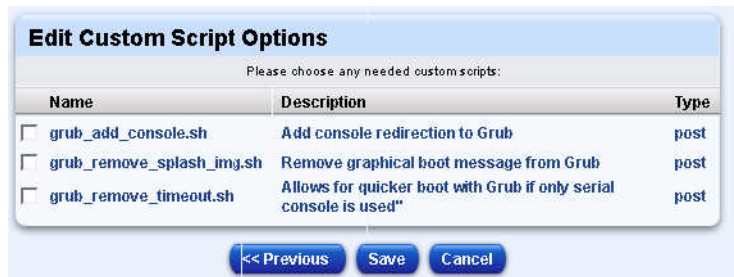 Edit Custom Script Options
Please choose any needed custom scripts:
Name Description Type
grub_add_console.sh Add console redirection to Grub post
grub_remove_splash_img.sh Remove graphical boot message from Grub post
grub_remove_timeout.sh Allows for quicker boot with Grub if only serial console is used" post
<< Previous Save Cancel